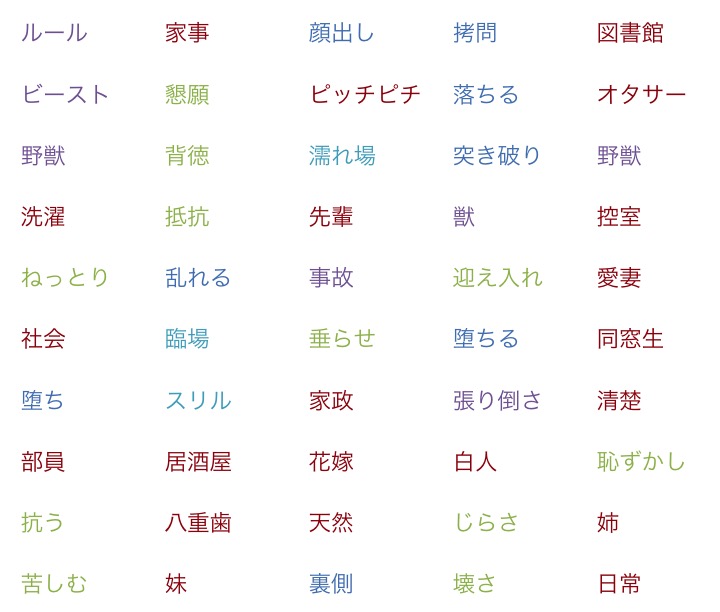 ルール 家事 顔出し 拷問 図書館
ビースト 懇願 ピッチピチ 落ちる オタサー
野獣 背徳 濡れ場 突き破り 野獣
洗濯 抵抗 先輩 獣 控室
ねっとり 乱れる 事故 迎え入れ 愛妻
社会 臨場 垂らせ 堕ちる 同窓生
堕ち スリル 家政 張り倒さ 清楚
部員 居酒屋 花嫁 白人 恥ずかし
抗う 八重歯 天然 じらさ 姉
苦しむ 妹 裏側 壊さ 日常